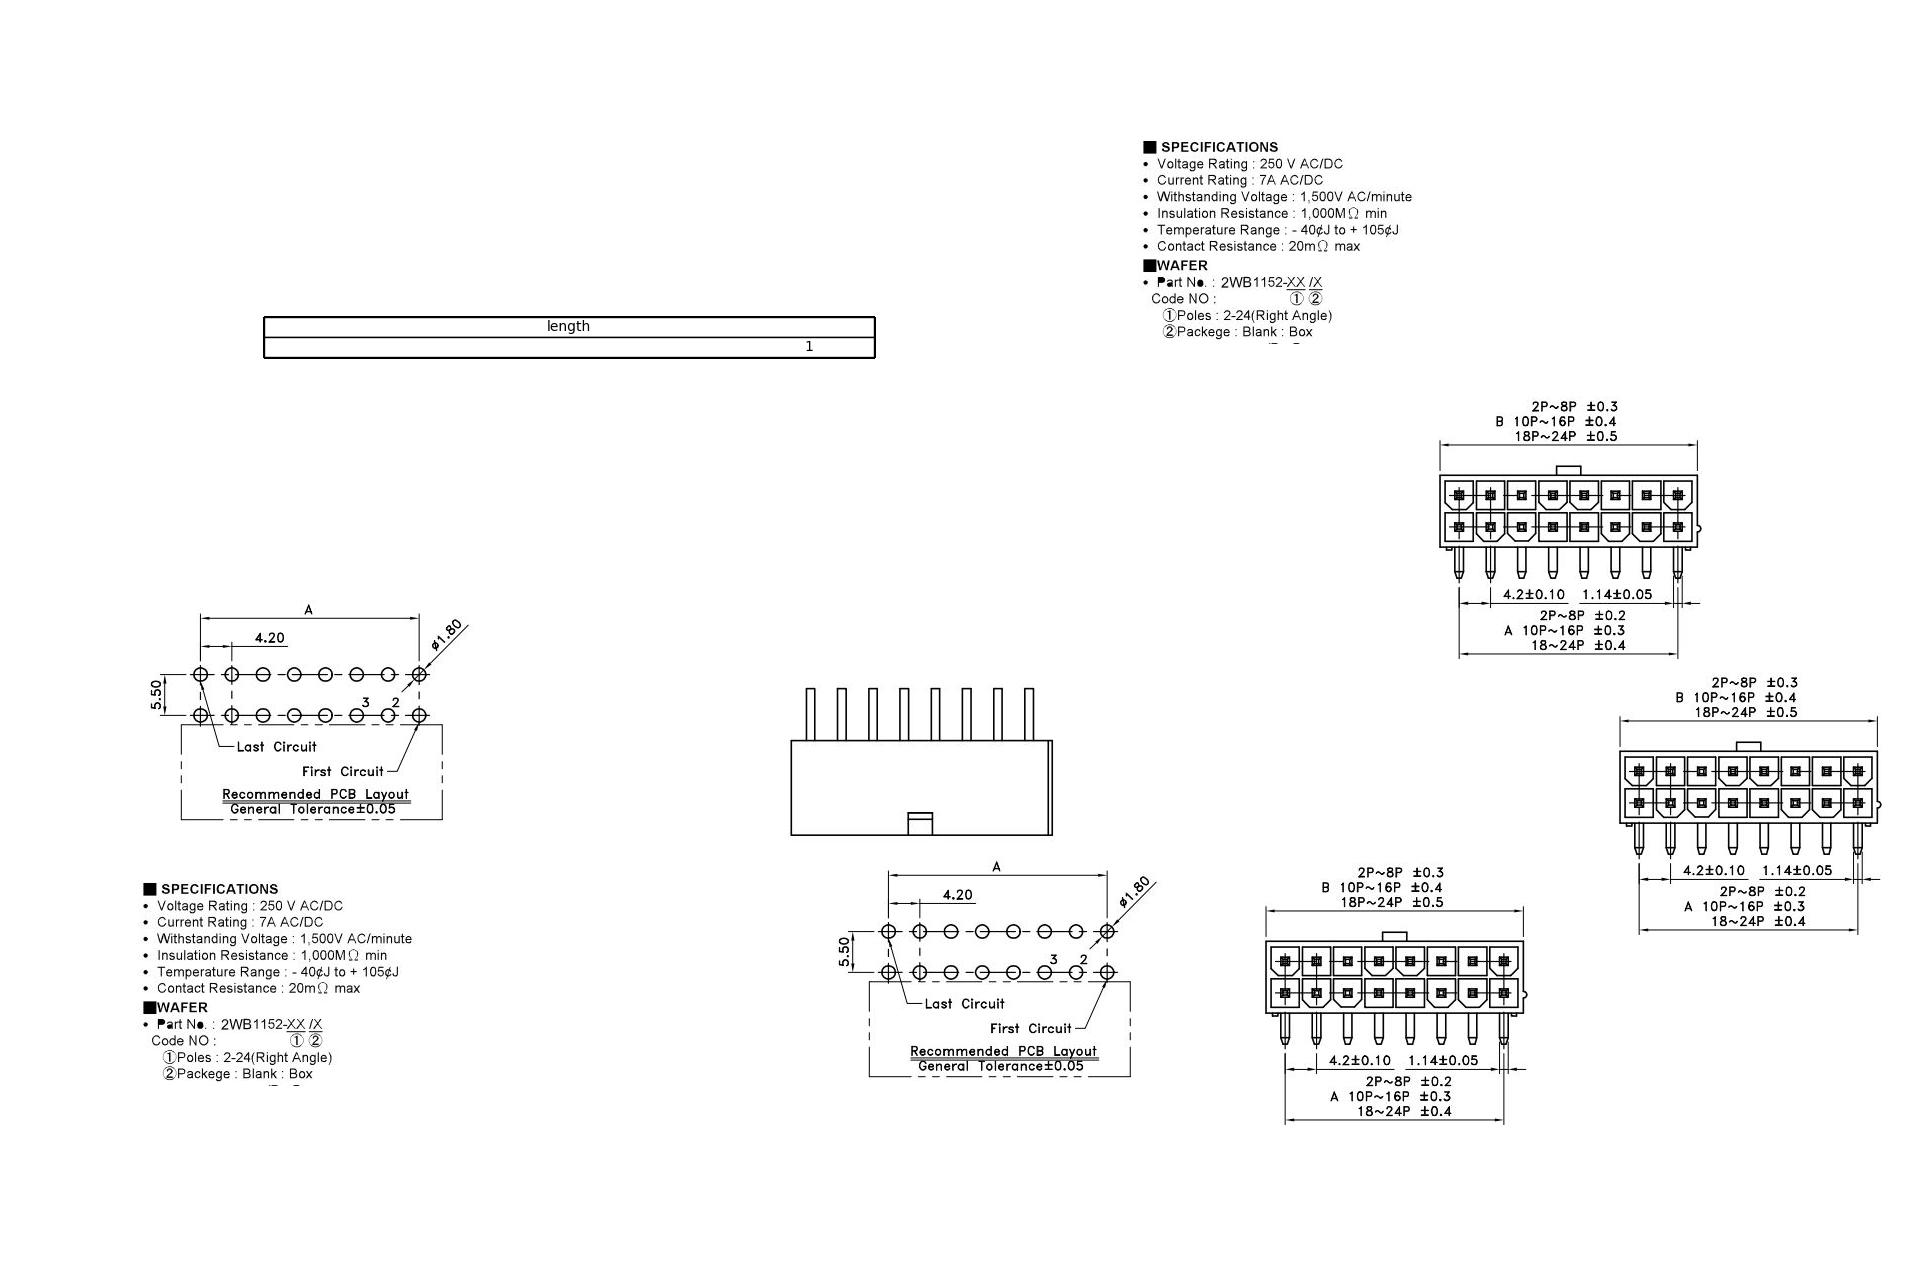 ■ SPECIFICATIONS
• Voltage Rating : 250 V AC/DC
• Current Rating : 7A AC/DC
• Withstanding Voltage : 1,500V AC/minute
• Insulation Resistance : 1,000MΩ min
• Temperature Range : - 40¢J to + 105¢J
• Contact Resistance : 20mΩ max
■WAFER
• Part No. : 2WB1152-XX /X
Code NO : ① ②
①Poles : 2-24(Right Angle)
②Packege : Blank : Box
length
1
2P~8P ±0.3
B 10P~16P ±0.4
18P~24P ±0.5
4.2±0.10 1.14±0.05
2P~8P ±0.2
A 10P~16P ±0.3
18~24P ±0.4
A
4.20
ø1.80
5.50
3 2
Last Circuit
First Circuit
Recommended PCB Layout
General Tolerance±0.05
2P~8P ±0.3
B 10P~16P ±0.4
18P~24P ±0.5
4.2±0.10 1.14±0.05
2P~8P ±0.2
A 10P~16P ±0.3
18~24P ±0.4
■ SPECIFICATIONS
• Voltage Rating : 250 V AC/DC
• Current Rating : 7A AC/DC
• Withstanding Voltage : 1,500V AC/minute
• Insulation Resistance : 1,000MΩ min
• Temperature Range : - 40¢J to + 105¢J
• Contact Resistance : 20mΩ max
■WAFER
• Part No. : 2WB1152-XX /X
Code NO : ① ②
①Poles : 2-24(Right Angle)
②Packege : Blank : Box
A
4.20
ø1.80
5.50
3 2
Last Circuit
First Circuit
Recommended PCB Layout
General Tolerance±0.05
2P~8P ±0.3
B 10P~16P ±0.4
18P~24P ±0.5
4.2±0.10 1.14±0.05
2P~8P ±0.2
A 10P~16P ±0.3
18~24P ±0.4